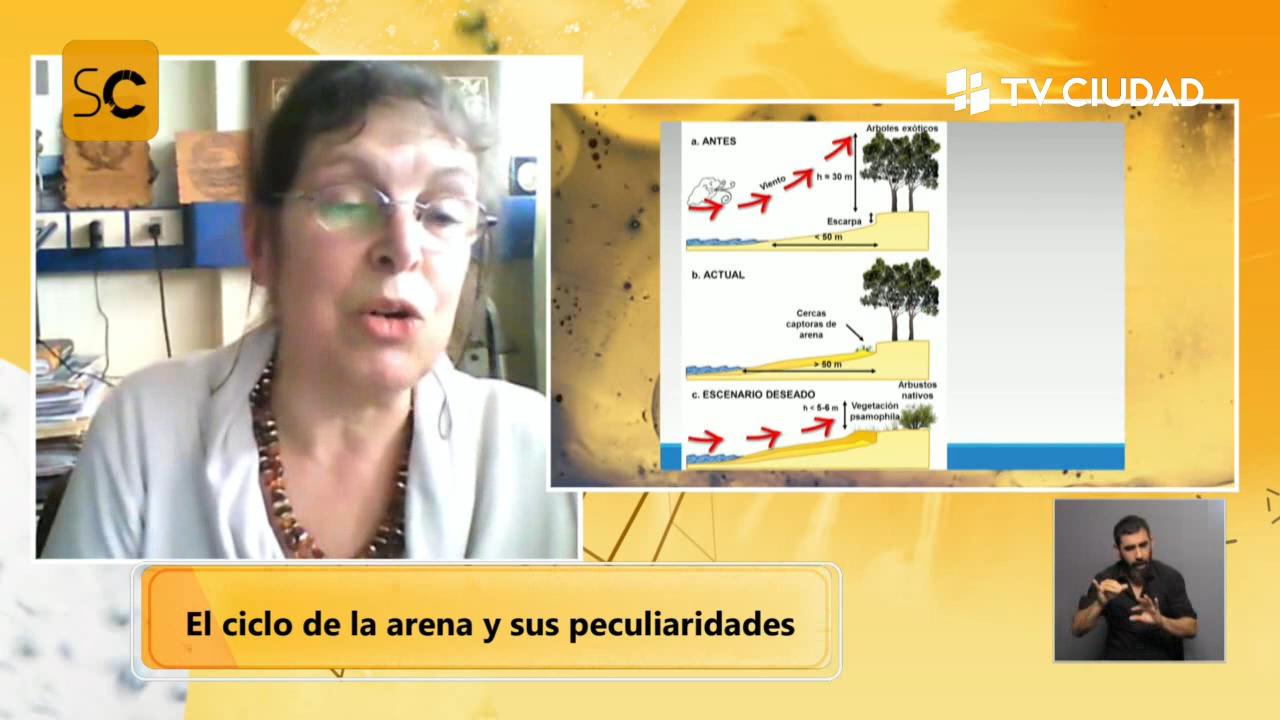 SC
TV CIUDAD
a. ANTES
Arboles exóticos
Viento
h ≈ 30 m
Escarpa
< 50 m
b. ACTUAL
Cercas
captoras de
arena
> 50 m
c. ESCENARIO DESEADO
Arbustos
nativos
h < 5-6 m
Vegetación
psamophila
El ciclo de la arena y sus peculiaridades